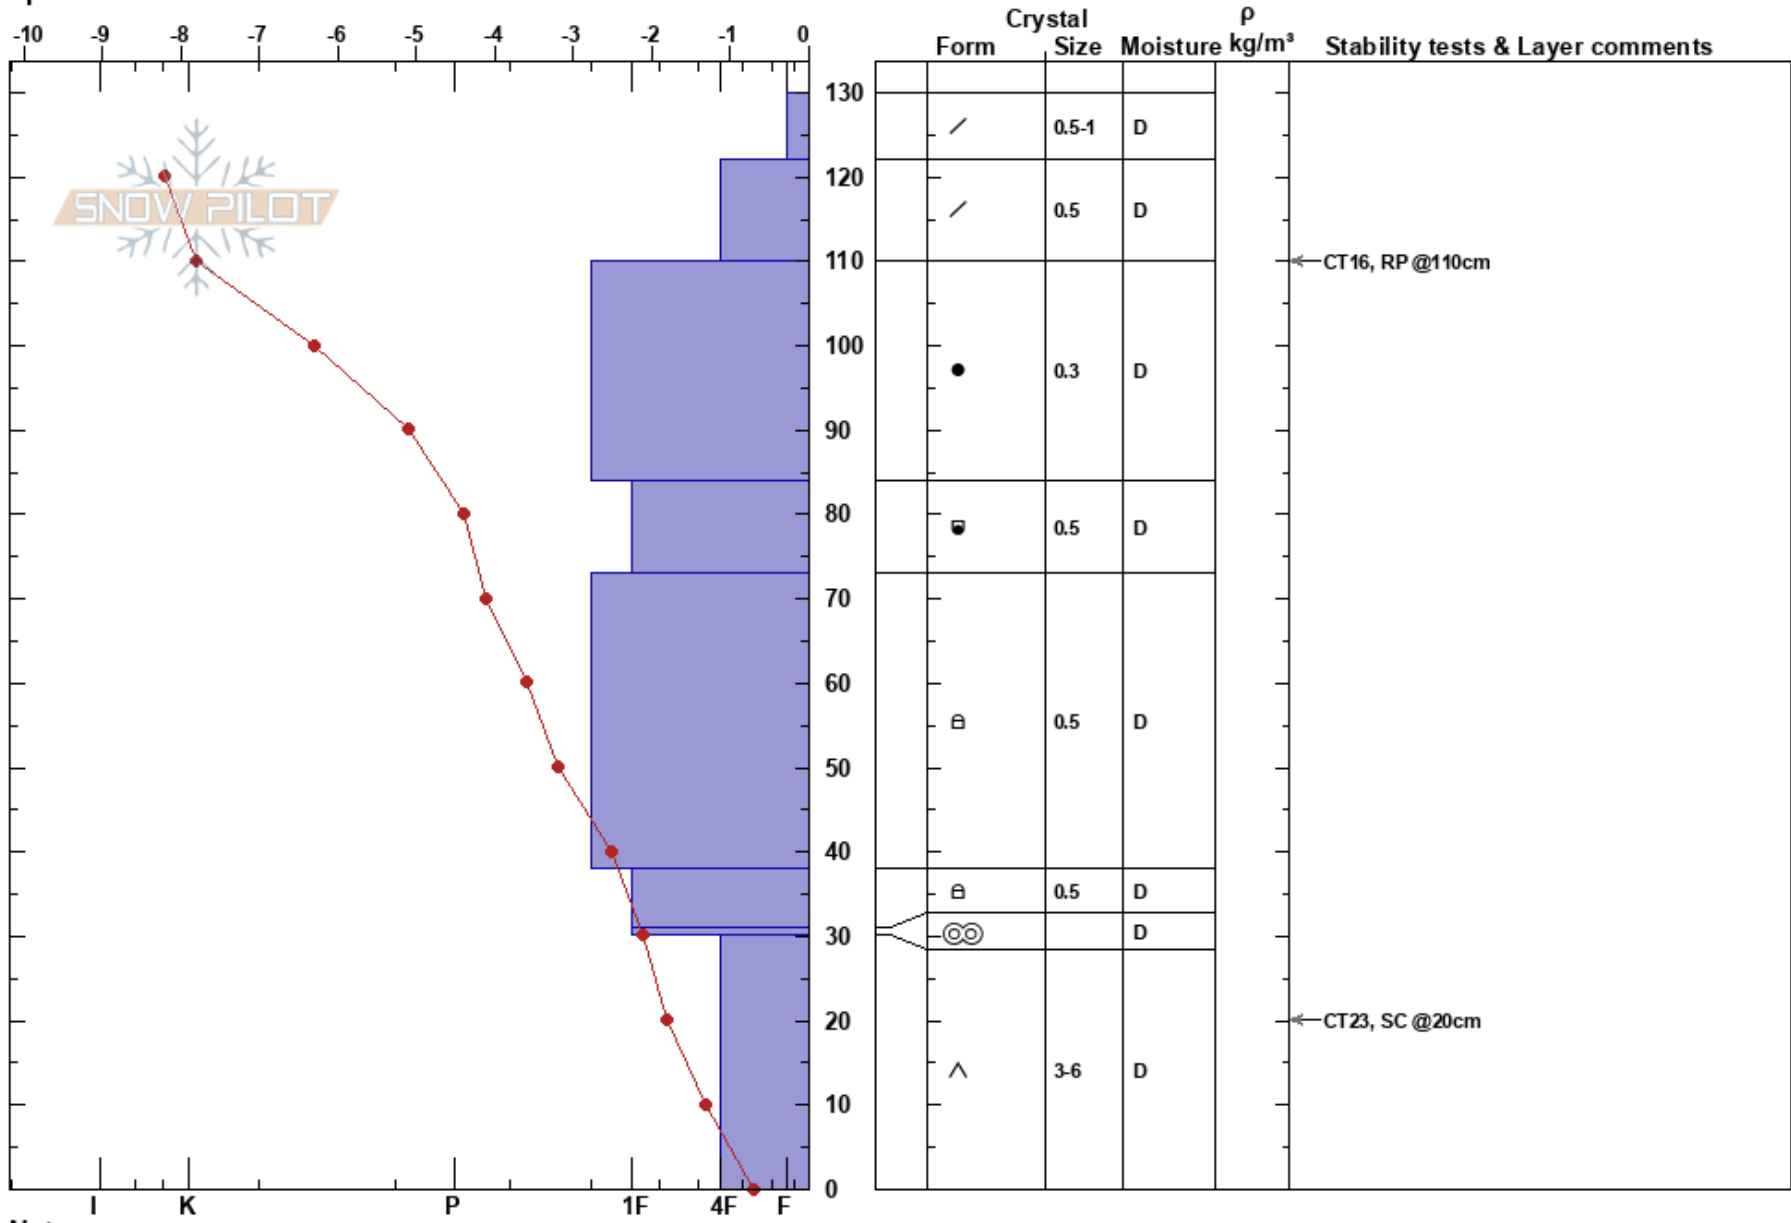 Crystal ρ
-10 -9 -8 -7 -6 -5 -4 -3 -2 -1 0
Form Size Moisture kg/m³ Stability tests & Layer comments
130
0.5-1 D
120
SNOW PILOT
0.5 D
110
CT16, RP @110cm
100
0.3 D
90
80
0.5 D
70
60
0.5 D
50
40
0.5 D
30
D
20
CT23, SC @20cm
3-6 D
10
0
I K P 1F 4F F